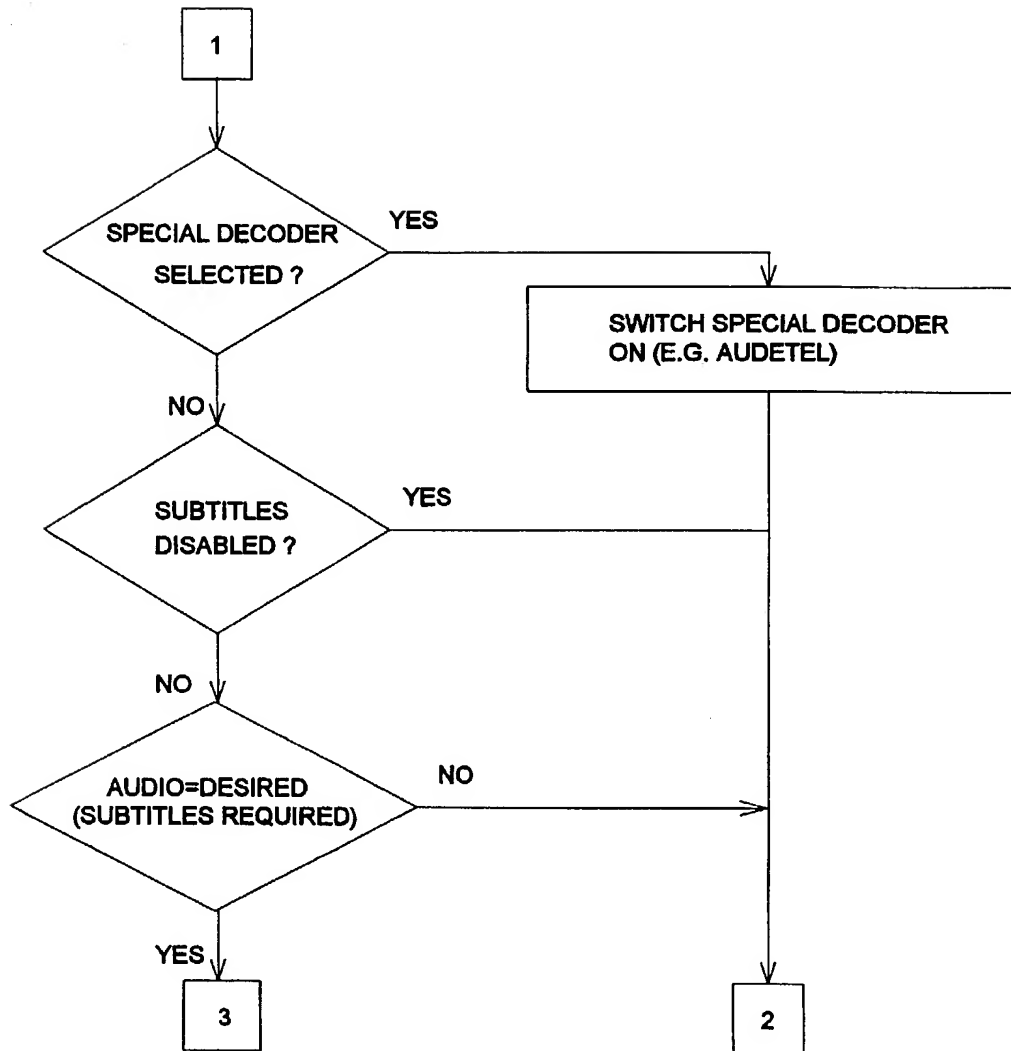 1
SPECIAL DECODER
SELECTED ?
YES
SWITCH SPECIAL DECODER
ON (E.G. AUDETEL)
NO
SUBTITLES
DISABLED ?
YES
NO
AUDIO=DESIRED
(SUBTITLES REQUIRED)
NO
YES
3
2